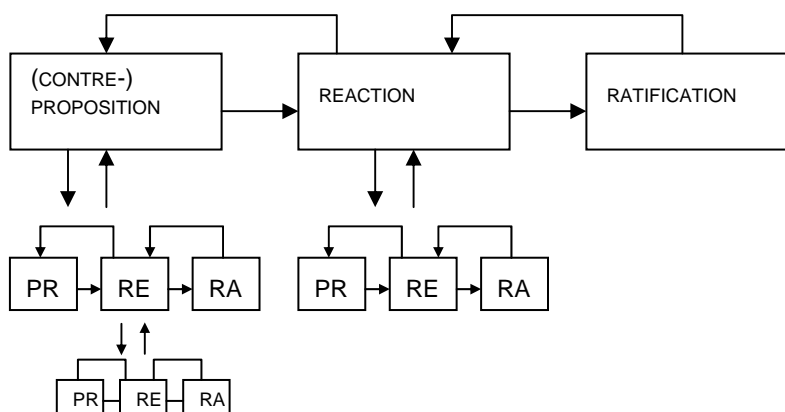 (CONTRE-)
PROPOSITION
REACTION
RATIFICATION
PR RE RA PR RE RA
PR RE RA